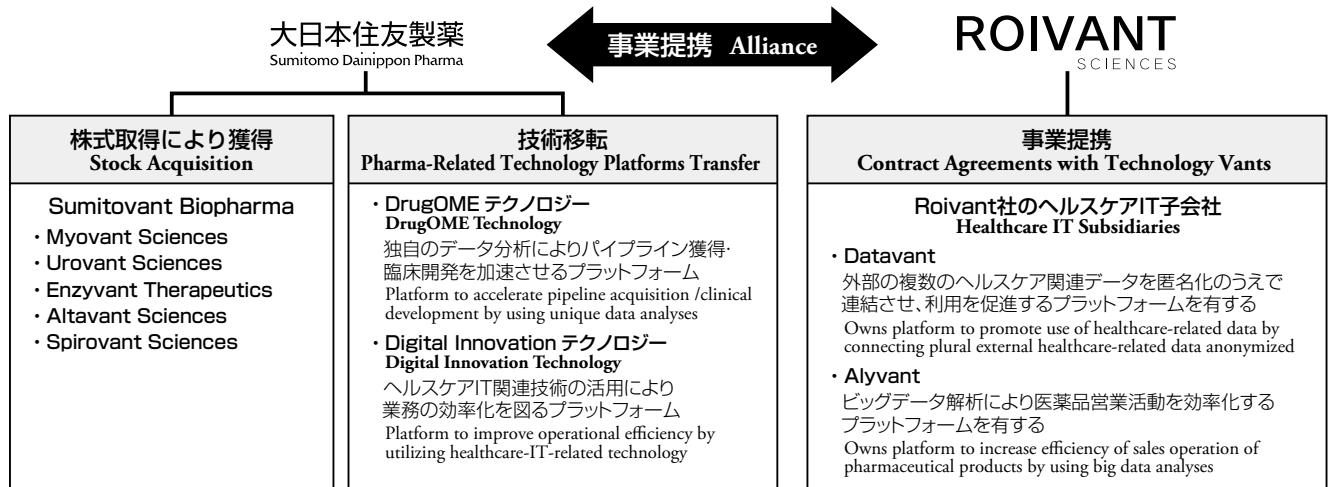 大日本住友製薬
Sumitomo Dainippon Pharma
事業提携 Alliance
ROIVANT
SCIENCES
株式取得により獲得
Stock Acquisition
Sumitovant Biopharma
・Myovant Sciences
・Urovant Sciences
・Enzyvant Therapeutics
・Altavant Sciences
・Spirovant Sciences
技術移転
Pharma-Related Technology Platforms Transfer
・DrugOME テクノロジー
DrugOME Technology
独自のデータ分析によりパイプライン獲得・
臨床開発を加速させるプラットフォーム
Platform to accelerate pipeline acquisition /clinical
development by using unique data analyses
・Digital Innovation テクノロジー
Digital Innovation Technology
ヘルスケアIT関連技術の活用により
業務の効率化を図るプラットフォーム
Platform to improve operational efficiency by
utilizing healthcare-IT-related technology
事業提携
Contract Agreements with Technology Vants
Roivant社のヘルスケアIT子会社
Healthcare IT Subsidiaries
・Datavant
外部の複数のヘルスケア関連データを匿名化のうえで
連結させ、利用を促進するプラットフォームを有する
Owns platform to promote use of healthcare-related data by
connecting plural external healthcare-related data anonymized
・Alyvant
ビッグデータ解析により医薬品営業活動を効率化する
プラットフォームを有する
Owns platform to increase efficiency of sales operation of
pharmaceutical products by using big data analyses